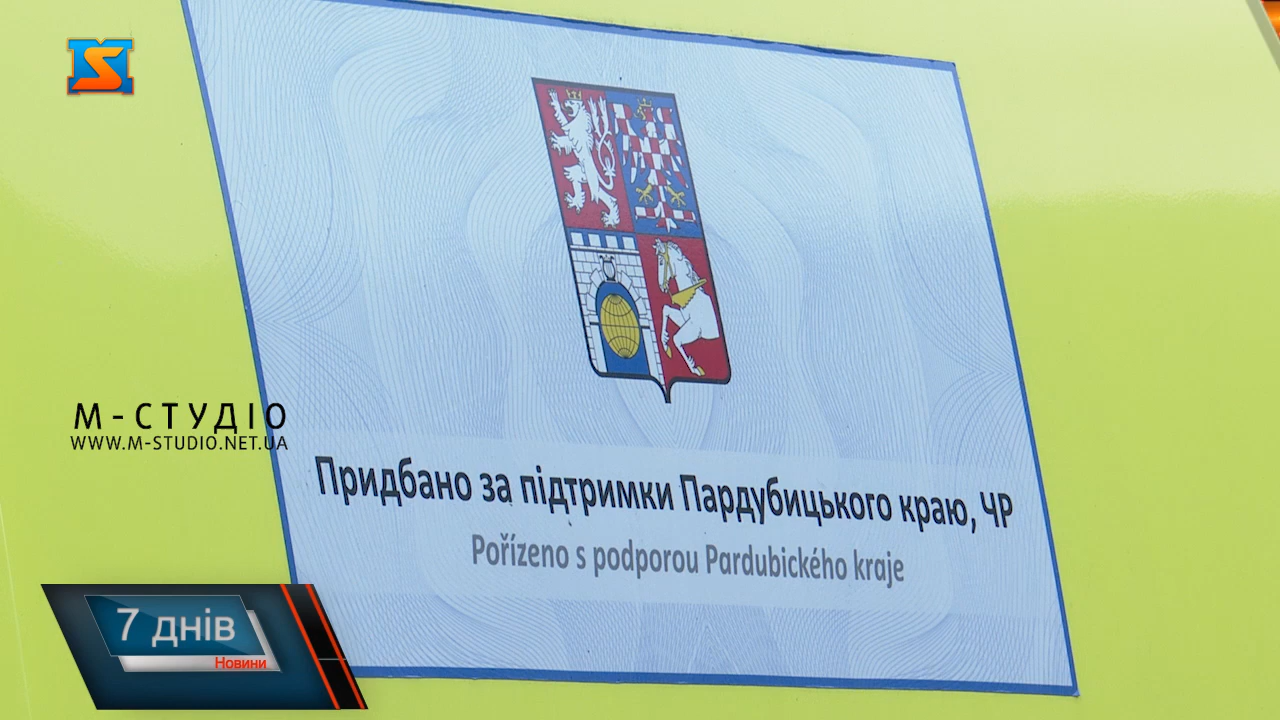 М-СТУДІО
WWW.M-STUDIO.NET.UA
Придбано за підтримки Пардубицького краю, ЧР
Pořízeno s podporou Pardubického kraje
7 днів
Новини